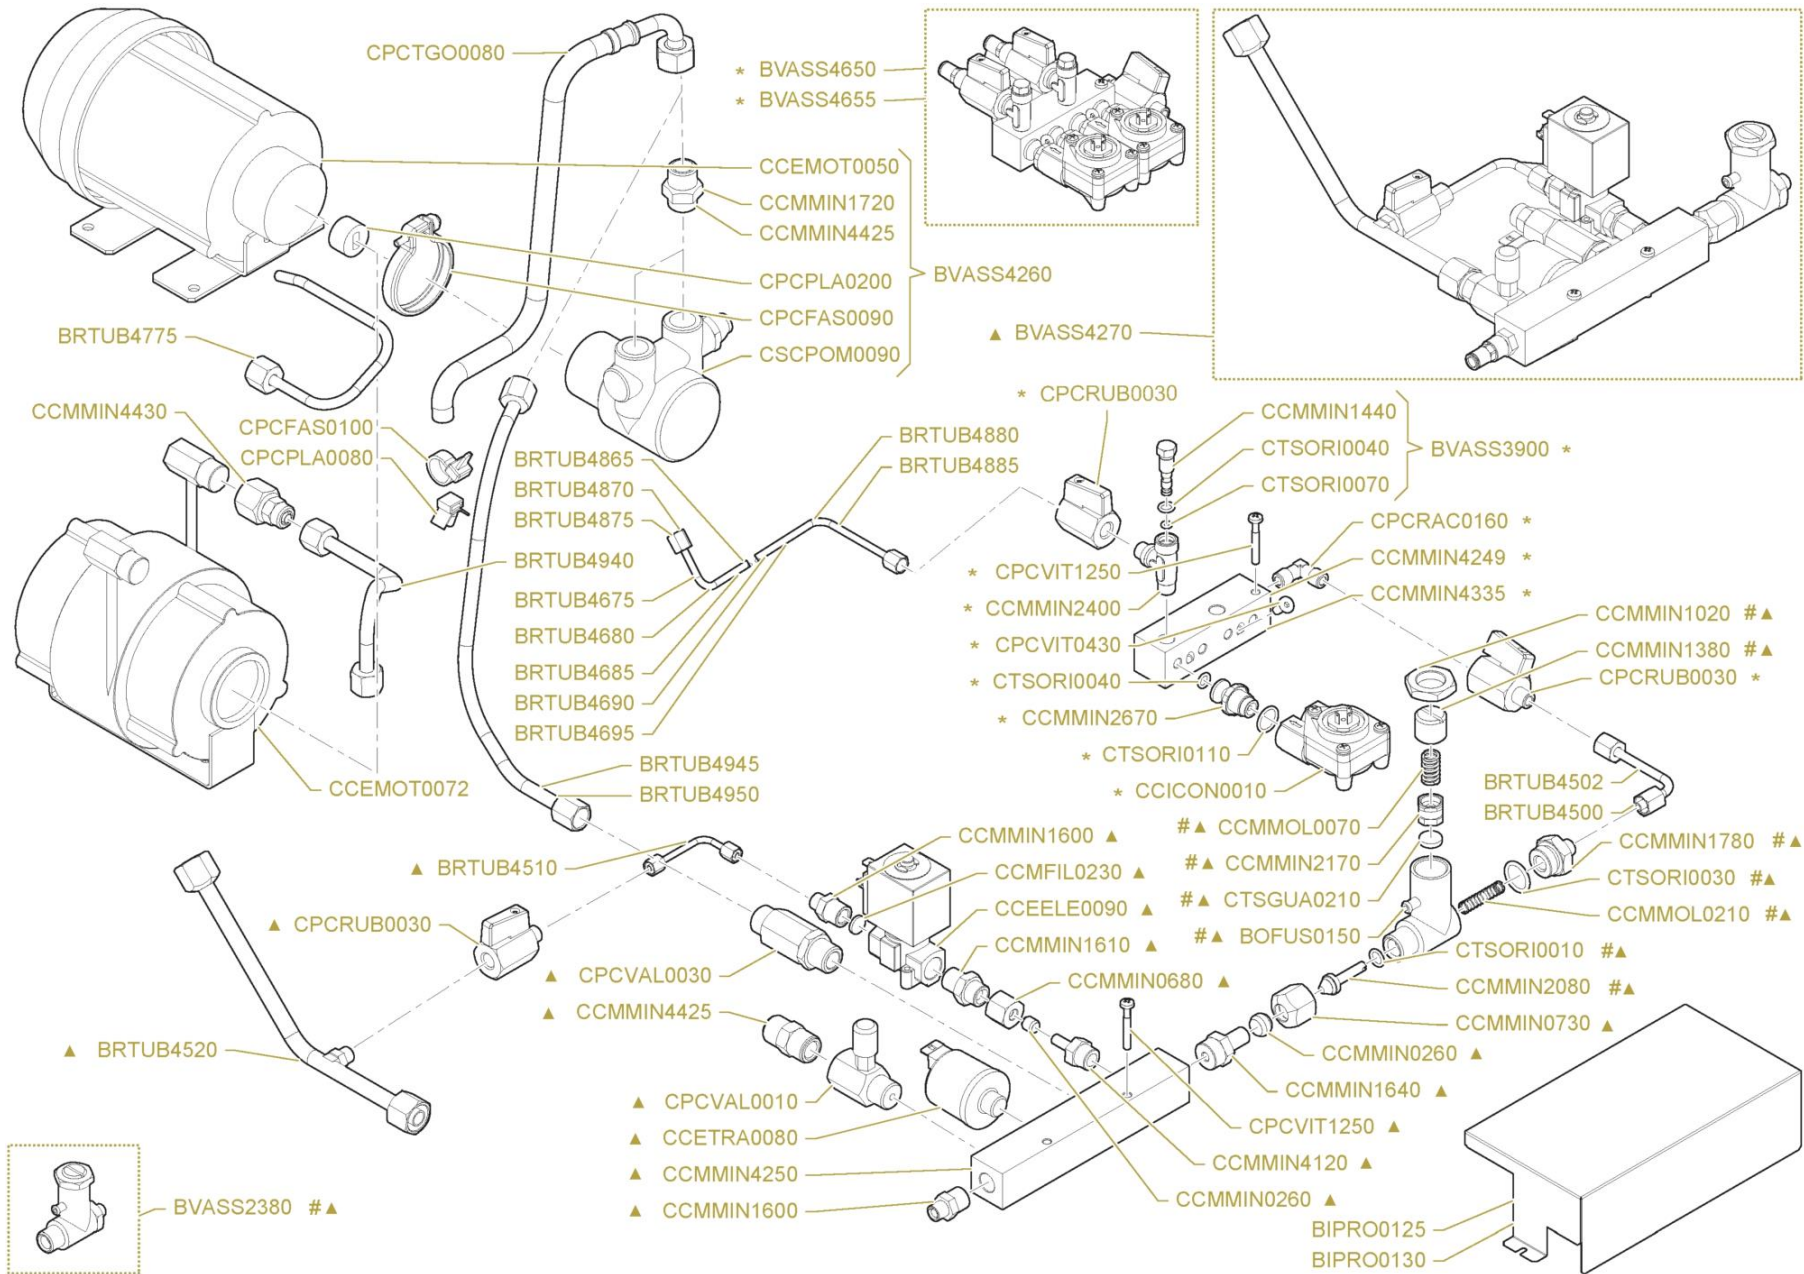 CPCTGO0080
* BVASS4650
* BVASS4655
CCEMOT0050
CCMMIN1720
CCMMIN4425
CPCPLA0200
BVASS4260
CPCFAS0090
CSCPOM0090
▲ BVASS4270
BRTUB4775
CCMMIN4430
CPCFAS0100
CPCPLA0080
BRTUB4865
BRTUB4870
BRTUB4875
BRTUB4880
BRTUB4885
BRTUB4940
BRTUB4675
BRTUB4680
BRTUB4685
BRTUB4690
BRTUB4695
BRTUB4945
BRTUB4950
CCEMOT0072
* CPCRUB0030
CCMMIN1440
CTSORI0040
CTSORI0070
BVASS3900 *
* CPCVIT1250
* CCMMIN2400
* CPCVIT0430
* CTSORI0040
* CCMMIN2670
* CTSORI0110
* CCICON0010
CPCRAC0160 *
CCMMIN4249 *
CCMMIN4335 *
CCMMIN1020 #▲
CCMMIN1380 #▲
CPCRUB0030 *
BRTUB4502
BRTUB4500
#▲ CCMMOL0070
#▲ CCMMIN2170
#▲ CTSGUA0210
#▲ BOFUS0150
CCMMIN1780 #▲
CTSORI0030 #▲
CCMMOL0210 #▲
CTSORI0010 #▲
CCMMIN2080 #▲
CCMMIN0730 ▲
CCMMIN0260 ▲
CCMMIN1640 ▲
▲ BRTUB4510
CCMMIN1600 ▲
CCMFIL0230 ▲
CCEELE0090 ▲
CCMMIN1610 ▲
CCMMIN0680 ▲
▲ CPCRUB0030
▲ CPCVAL0030
▲ CCMMIN4425
▲ BRTUB4520
▲ CPCVAL0010
▲ CCETRA0080
▲ CCMMIN4250
▲ CCMMIN1600
CPCVIT1250 ▲
CCMMIN4120 ▲
CCMMIN0260 ▲
BVASS2380 #▲
BIPRO0125
BIPRO0130